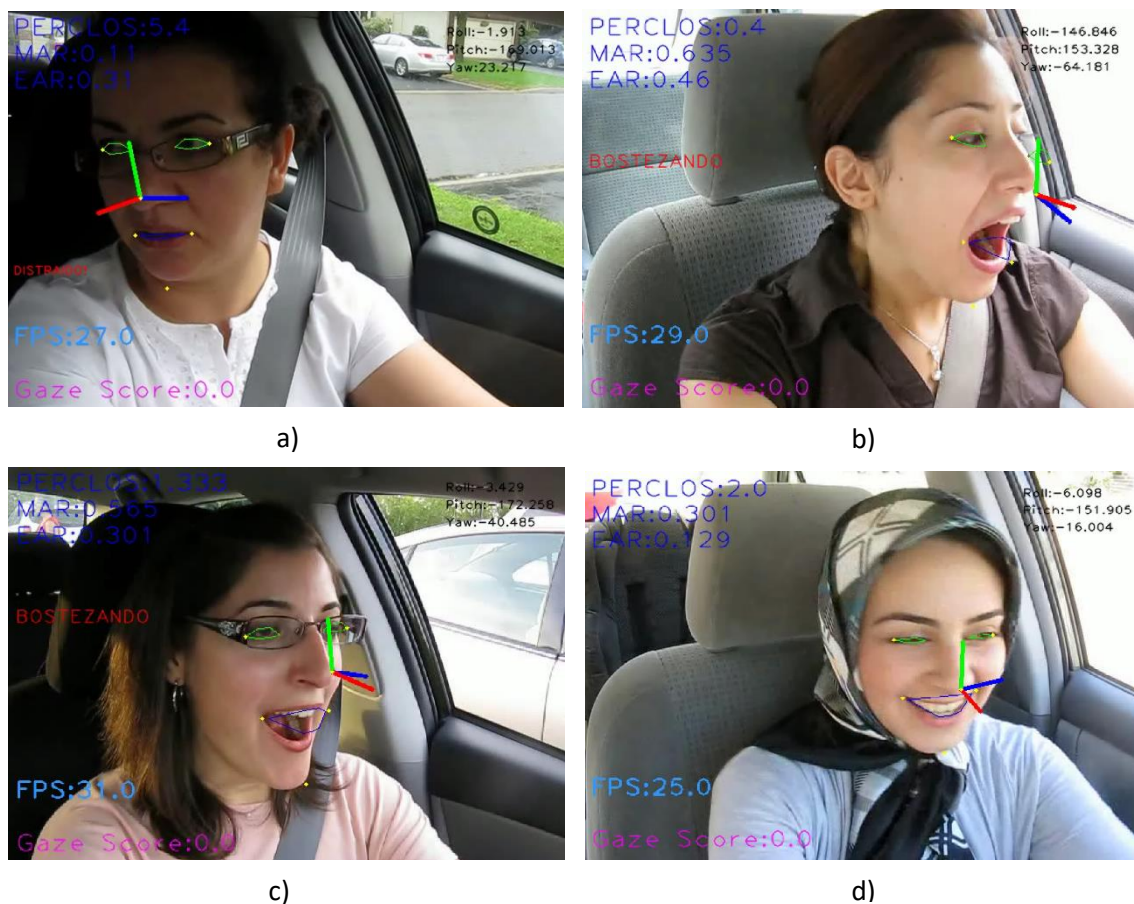 PERCLOS:5.4
MAR:0.11
EAR:0.31
Roll:-1.913
Pitch:-169.013
Yaw:23.217
DISTRAIDO!
FPS:27.0
Gaze Score:0.0
a)
PERCLOS:0.4
MAR:0.635
EAR:0.46
Roll:-146.846
Pitch:153.328
Yaw:-64.181
BOSTEZANDO
FPS:29.0
Gaze Score:0.0
b)
PERCLOS:1.333
MAR:0.565
EAR:0.301
Roll:-3.429
Pitch:-172.258
Yaw:-40.485
BOSTEZANDO
FPS:31.0
Gaze Score:0.0
c)
PERCLOS:2.0
MAR:0.301
EAR:0.129
Roll:-6.098
Pitch:-151.905
Yaw:-16.004
FPS:25.0
Gaze Score:0.0
d)